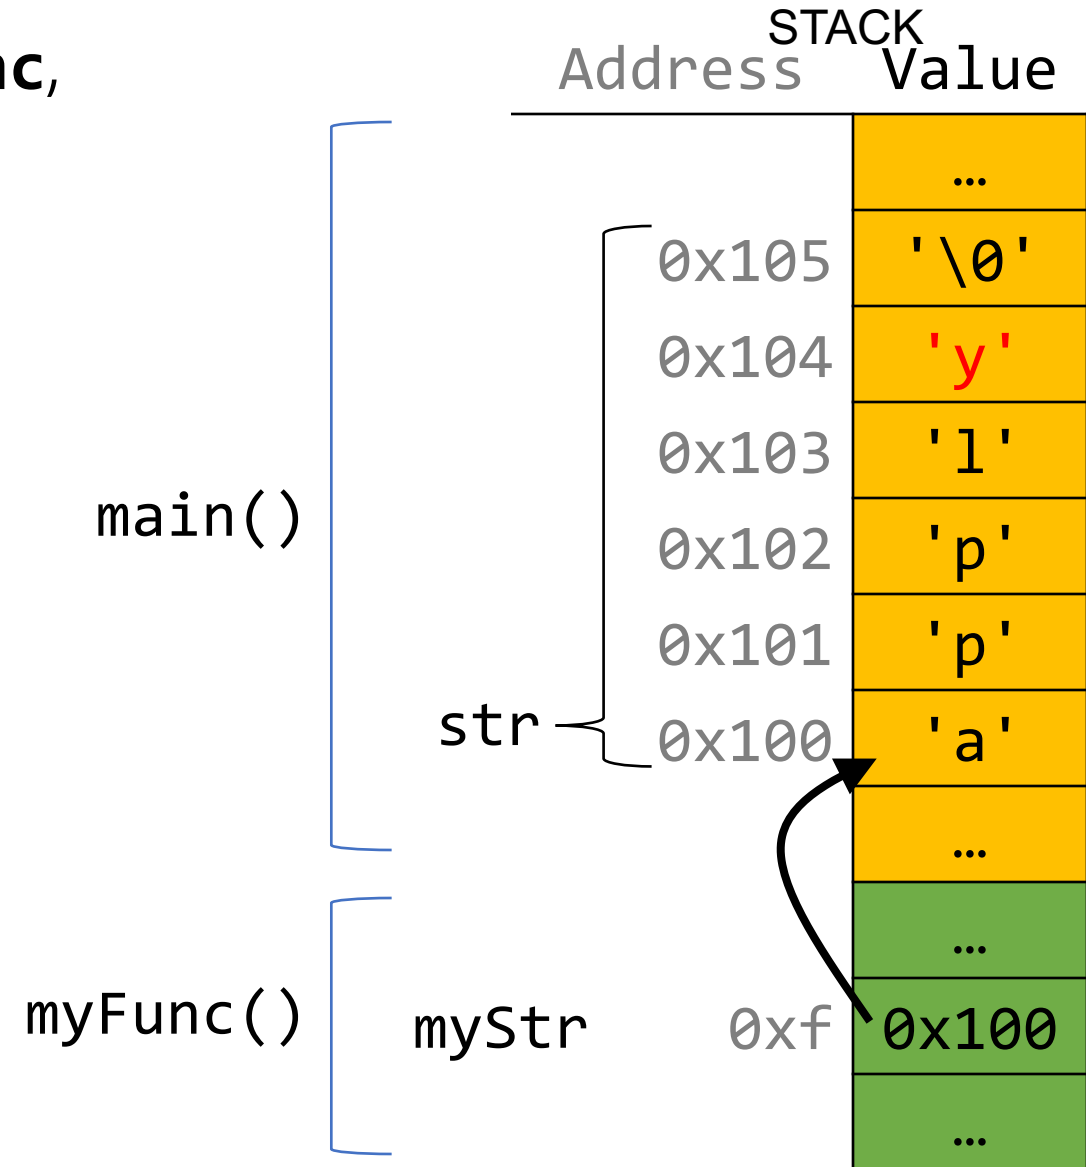 STACK
nc,
Address Value
…
0x105 '\0'
0x104 'y'
0x103 'l'
main() 0x102 'p'
0x101 'p'
str 0x100 'a'
…
…
myFunc() myStr 0xf 0x100
…